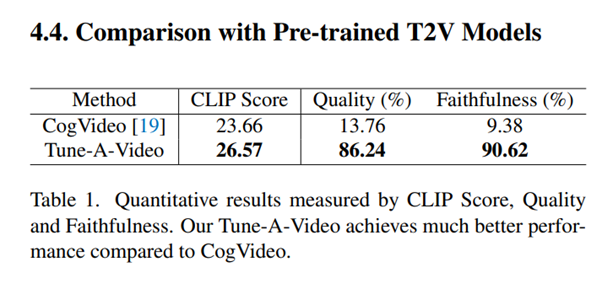 4.4. Comparison with Pre-trained T2V Models
Method CLIP Score Quality (%) Faithfulness (%)
CogVideo [19] 23.66 13.76 9.38
Tune-A-Video 26.57 86.24 90.62
Table 1. Quantitative results measured by CLIP Score, Quality
and Faithfulness. Our Tune-A-Video achieves much better perfor-
mance compared to CogVideo.